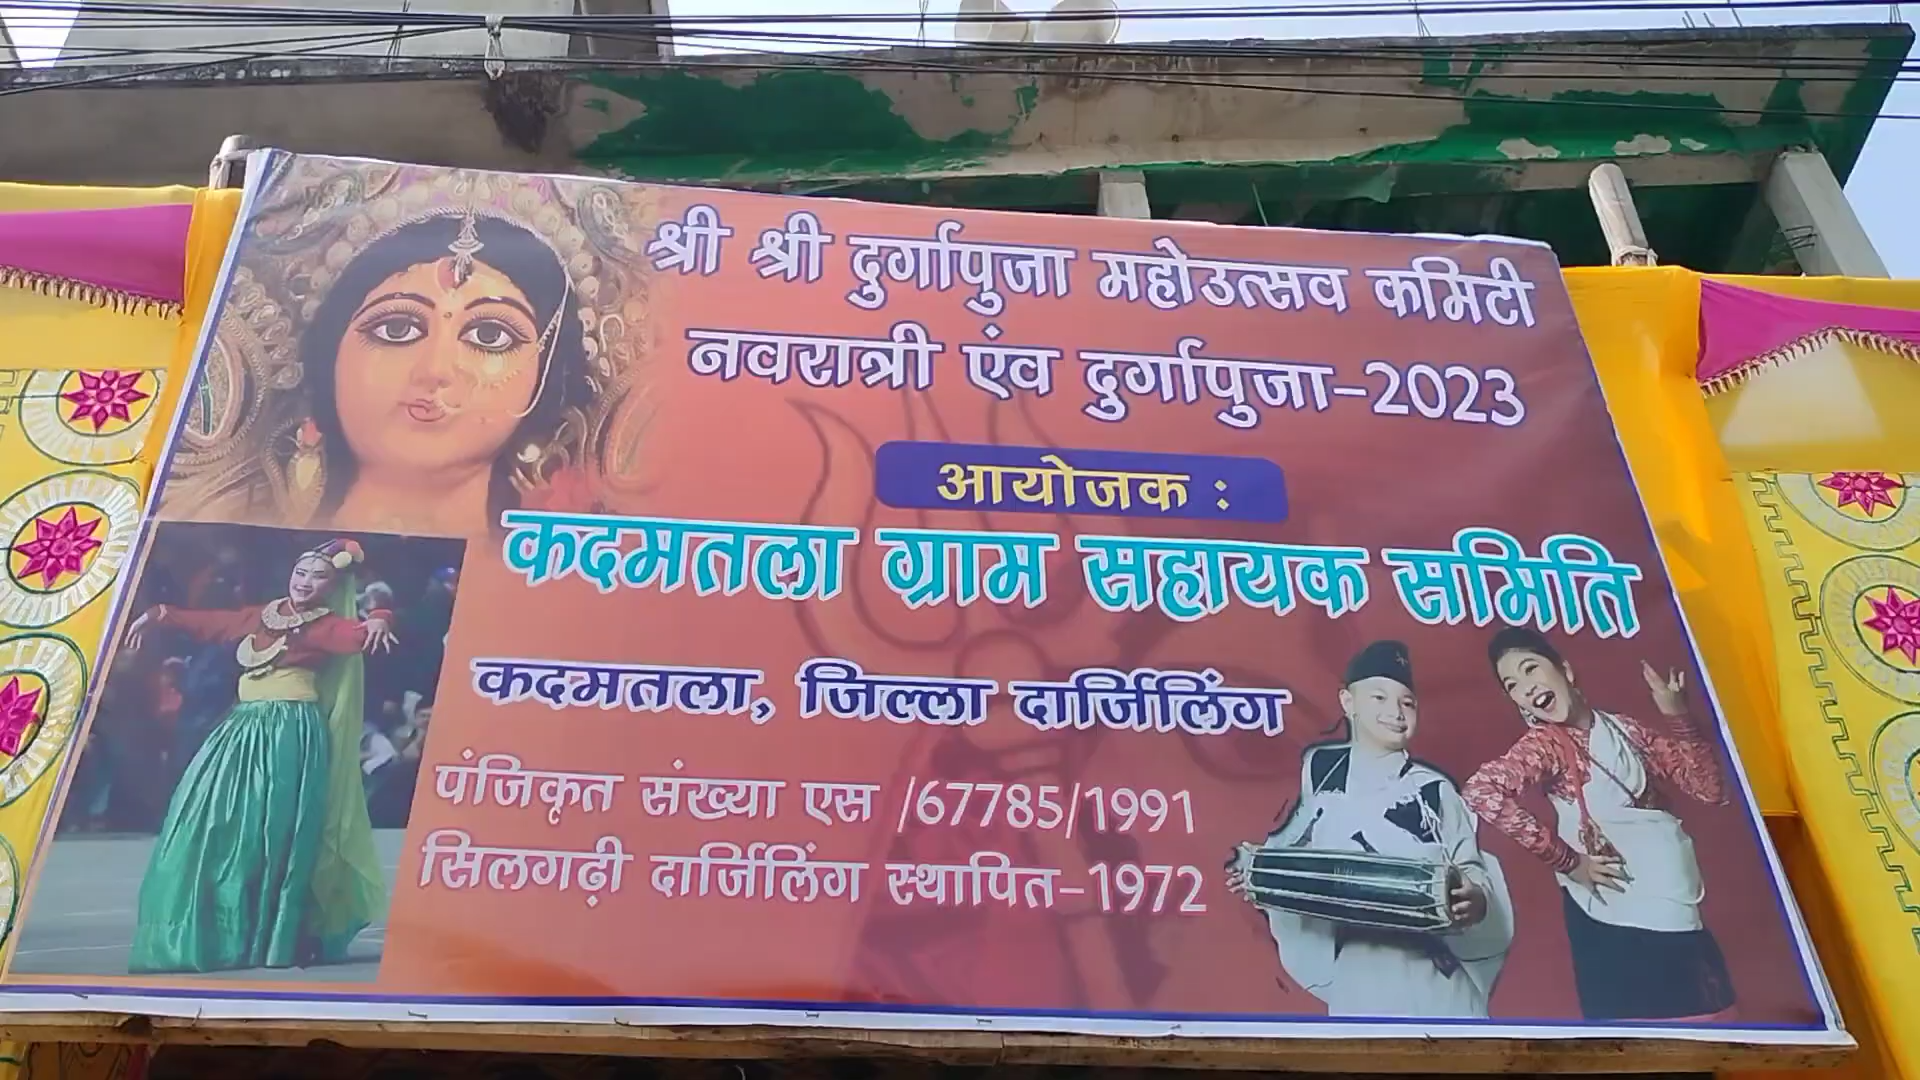 श्री श्री दुर्गापुजा महोउत्सव कमिटी
नवरात्री एंव दुर्गापुजा-2023
आयोजक :
कदमतला ग्राम सहायक समिति
कदमतला, जिल्ला दार्जिलिंग
पंजिकृत संख्या एस /67785/1991
सिलगढ़ी दार्जिलिंग स्थापित-1972